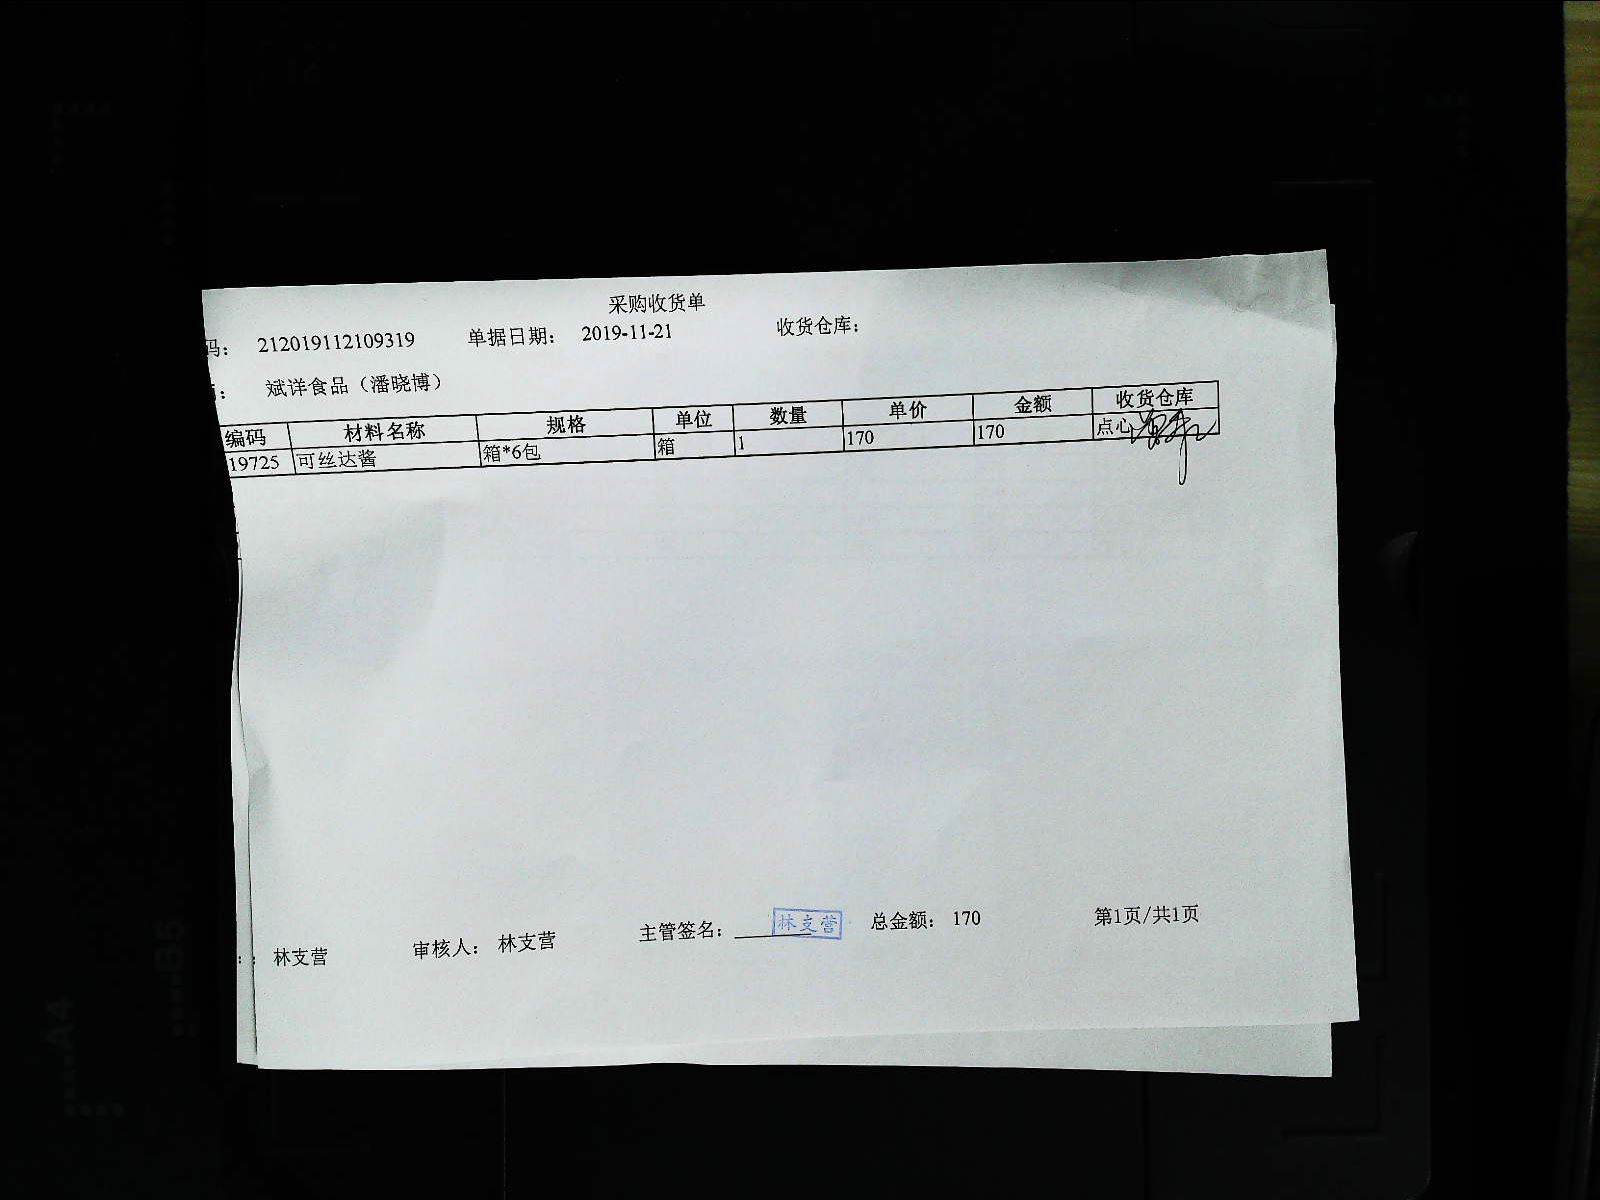 采购收货单
码： 212019112109319 单据日期： 2019-11-21 收货仓库：
： 斌详食品（潘晓博）
编码 材料名称 规格 单位 数量 单价 金额 收货仓库
19725 可丝达酱 箱*6包 箱 1 170 170 点心
： 林支营 审核人： 林支营 主管签名： 林支营 总金额： 170 第1页/共1页
A4
B5